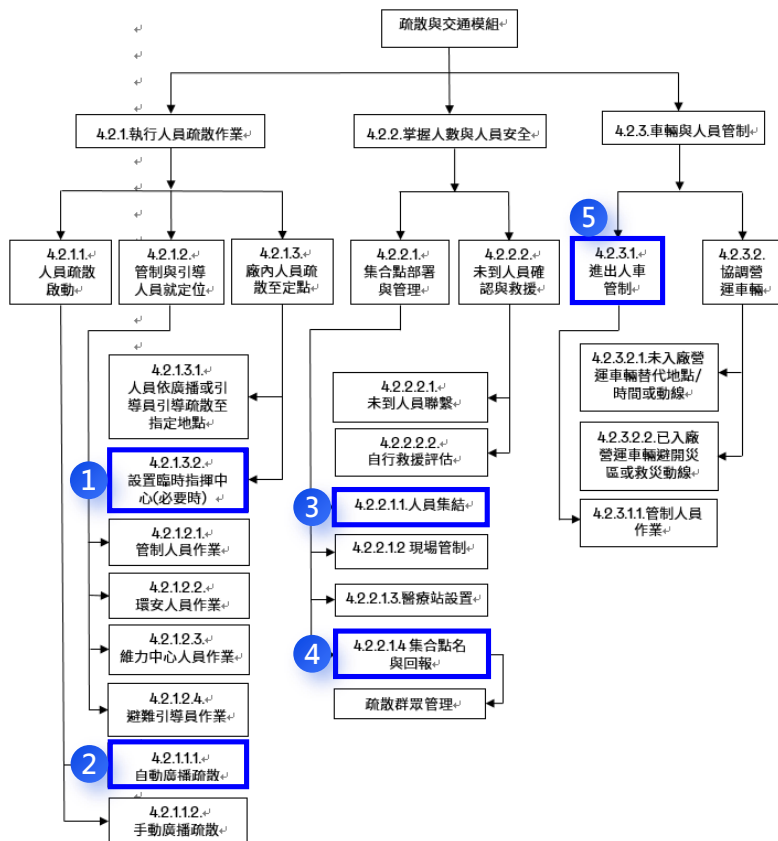 疏散與交通模組
4.2.1.執行人員疏散作業
4.2.2.掌握人數與人員安全
4.2.3.車輛與人員管制
5
4.2.1.1.
人員疏散
啟動
4.2.1.2.
管制與引導
人員就定位
4.2.1.3.
廠內人員疏
散至定點
4.2.2.1.
集合點部署
與管理
4.2.2.2.
未到人員確
認與救援
4.2.3.1.
進出人車
管制
4.2.3.2.
協調營
運車輛
4.2.1.3.1.
人員依廣播或引
導員引導疏散至
指定地點
1
4.2.1.3.2.
設置臨時指揮中
心(必要時)
4.2.1.2.1.
管制人員作業
4.2.1.2.2.
環安人員作業
4.2.1.2.3.
維力中心人員作業
4.2.1.2.4.
避難引導員作業
2
4.2.1.1.1.
自動廣播疏散
4.2.1.1.2.
手動廣播疏散
4.2.2.2.1.
未到人員聯繫
4.2.2.2.2.
自行救援評估
3
4.2.2.1.1.人員集結
4.2.2.1.2 現場管制
4.2.2.1.3.醫療站設置
4
4.2.2.1.4 集合點名
與回報
疏散群眾管理
4.2.3.2.1.未入廠營
運車輛替代地點/
時間或動線
4.2.3.2.2.已入廠
營運車輛避開災
區或救災動線
4.2.3.1.1.管制人員
作業